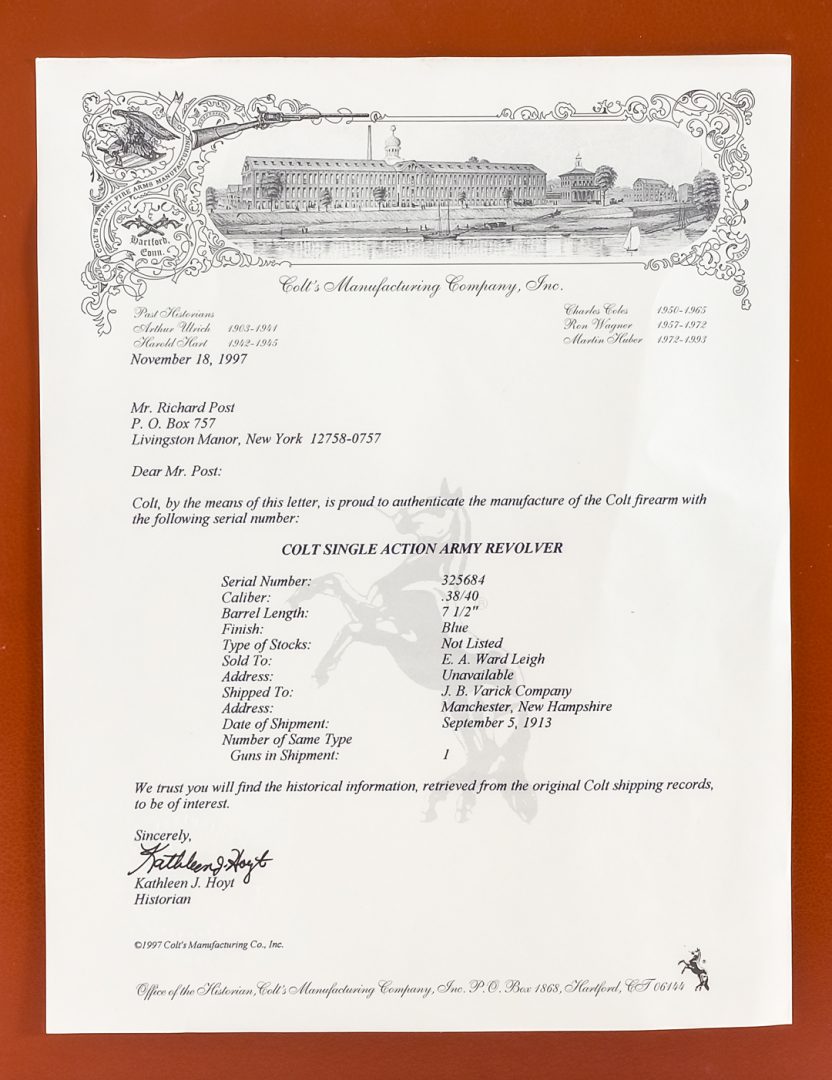 COLT'S PATENT FIRE ARMS MANUFACTURING
Hartford,
Conn.
Colt's Manufacturing Company, Inc.
Past Historians
Arthur Ulrich 1903-1941
Harold Hart 1942-1945
Charles Coles 1950-1965
Ron Wagner 1957-1972
Martin Huber 1972-1993
November 18, 1997
Mr. Richard Post
P. O. Box 757
Livingston Manor, New York 12758-0757
Dear Mr. Post:
Colt, by the means of this letter, is proud to authenticate the manufacture of the Colt firearm with
the following serial number:
COLT SINGLE ACTION ARMY REVOLVER
Serial Number: 325684
Caliber: .38/40
Barrel Length: 7 1/2"
Finish: Blue
Type of Stocks: Not Listed
Sold To: E. A. Ward Leigh
Address: Unavailable
Shipped To: J. B. Varick Company
Address: Manchester, New Hampshire
Date of Shipment: September 5, 1913
Number of Same Type
Guns in Shipment: 1
We trust you will find the historical information, retrieved from the original Colt shipping records,
to be of interest.
Sincerely,
Kathleen J. Hoyt
Kathleen J. Hoyt
Historian
©1997 Colt's Manufacturing Co., Inc.
Office of the Historian, Colt's Manufacturing Company, Inc. P.O. Box 1868, Hartford, CT 06144